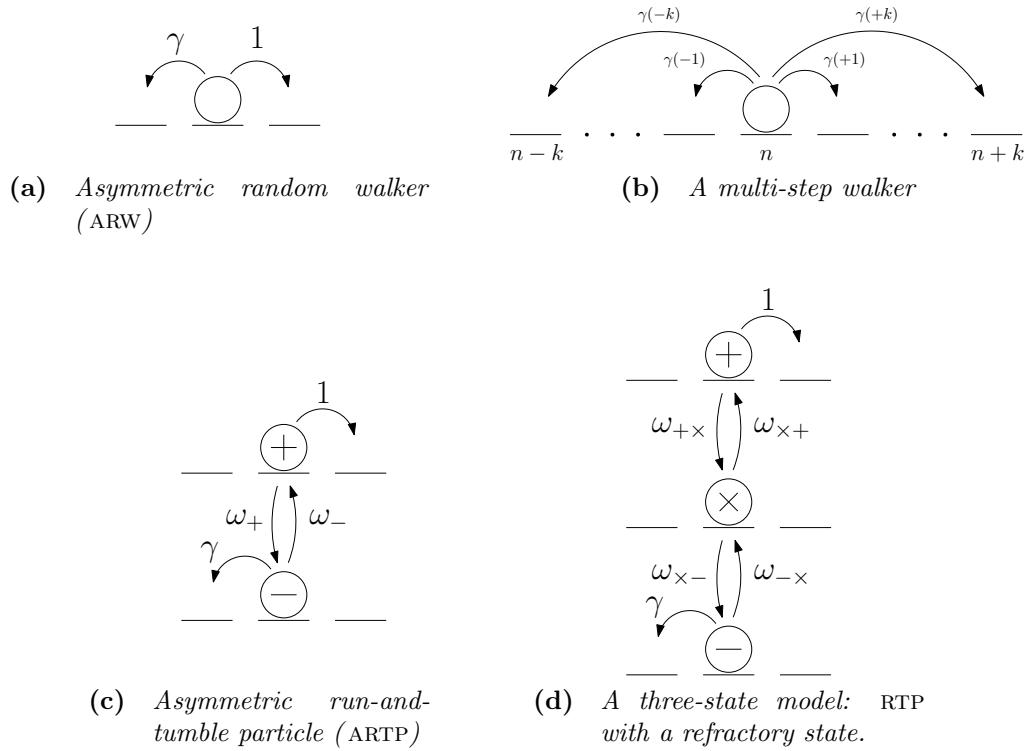 γ 1
γ(−k) γ(+k)
γ(−1) γ(+1)
n − k n n + k
(a) Asymmetric random walker
(ARW)
(b) A multi-step walker
1
+
ω+ ω−
γ
−
(c) Asymmetric run-and-
tumble particle (ARTP)
1
+
ω+× ω×+
×
ω×− ω−×
γ
−
(d) A three-state model: RTP
with a refractory state.